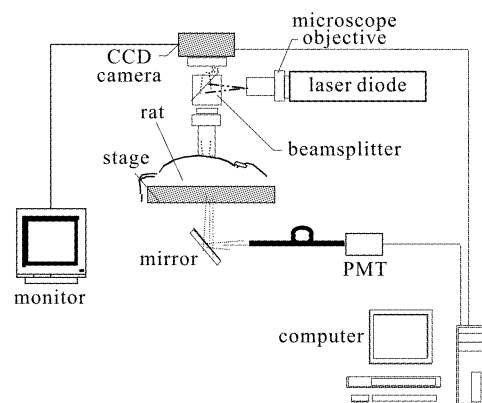 microscope
objective
CCD
camera
laser diode
rat
beamsplitter
stage
mirror
PMT
monitor
computer